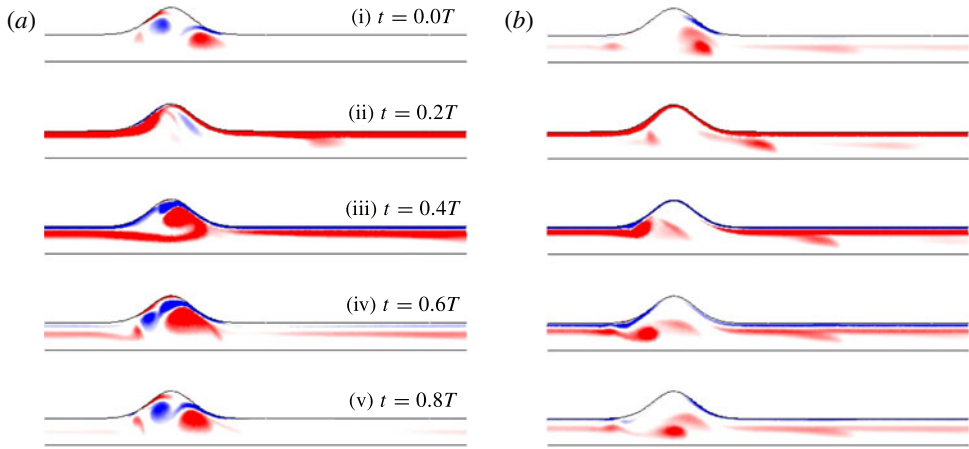 (a) (i) t = 0.0T (b)
(ii) t = 0.2T
(iii) t = 0.4T
(iv) t = 0.6T
(v) t = 0.8T